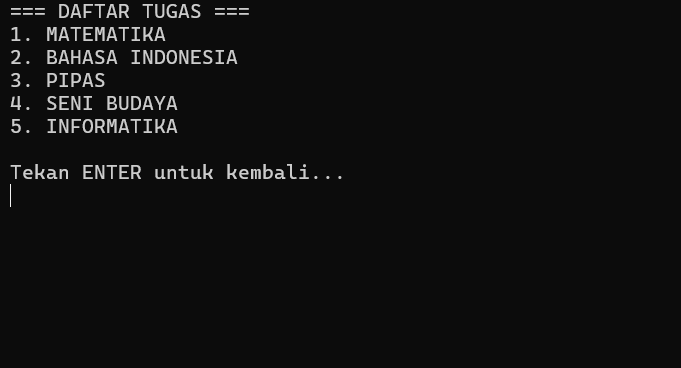 === DAFTAR TUGAS ===
1. MATEMATIKA
2. BAHASA INDONESIA
3. PIPAS
4. SENI BUDAYA
5. INFORMATIKA
Tekan ENTER untuk kembali...